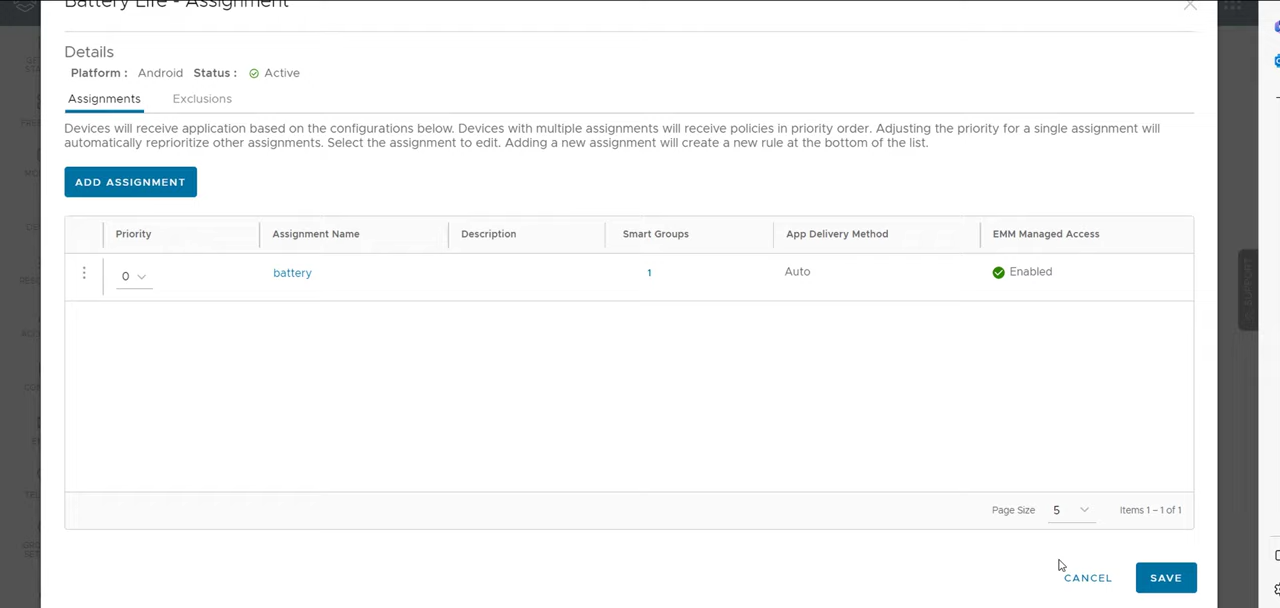 Battery Life - Assignment
Details
Platform : Android Status : Active
Assignments Exclusions
Devices will receive application based on the configurations below. Devices with multiple assignments will receive policies in priority order. Adjusting the priority for a single assignment will
automatically reprioritize other assignments. Select the assignment to edit. Adding a new assignment will create a new rule at the bottom of the list.
ADD ASSIGNMENT
Priority Assignment Name Description Smart Groups App Delivery Method EMM Managed Access
0 battery 1 Auto Enabled
Page Size 5 Items 1 – 1 of 1
CANCEL SAVE
SUPPORT